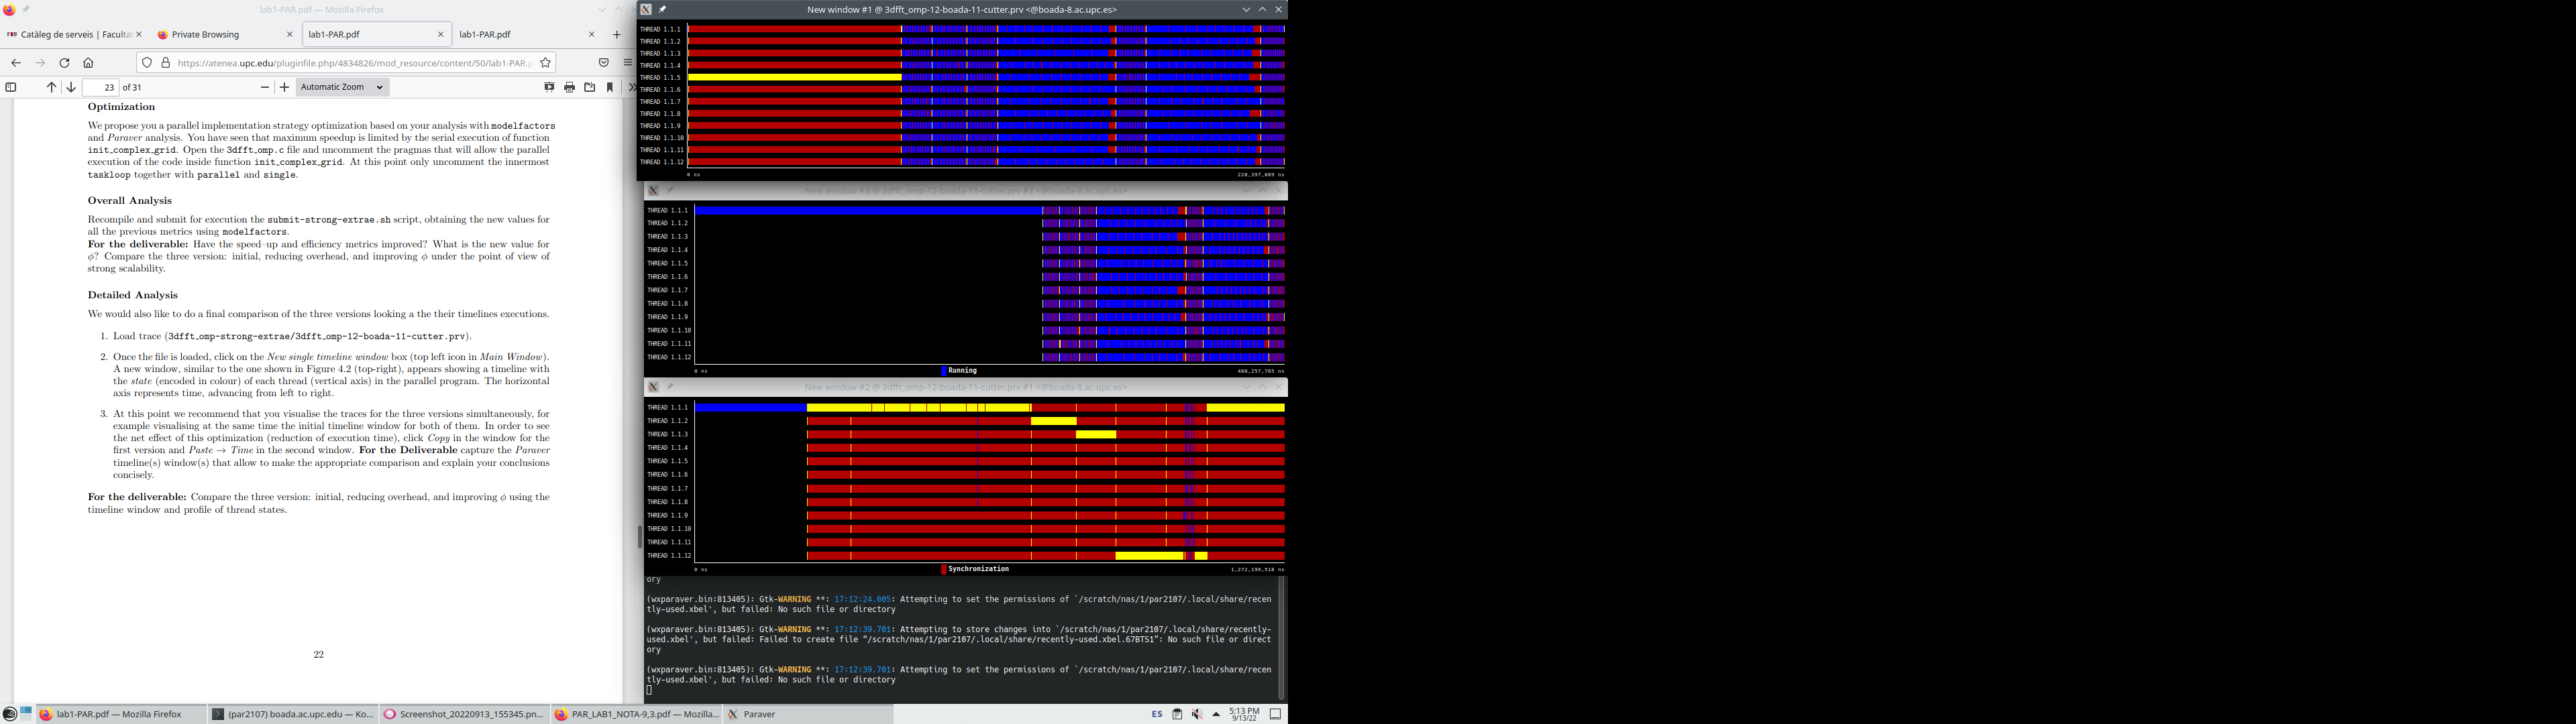 lab1-PAR.pdf — Mozilla Firefox
Catàleg de serveis | Faculta
Private Browsing
lab1-PAR.pdf
lab1-PAR.pdf
https://atenea.upc.edu/pluginfile.php/4834826/mod_resource/content/50/lab1-PAR.p
23 of 31
Automatic Zoom
Optimization
We propose you a parallel implementation strategy optimization based on your analysis with modelfactors
and Paraver analysis. You have seen that maximum speedup is limited by the serial execution of function
init_complex_grid. Open the 3dfft_omp.c file and uncomment the pragmas that will allow the parallel
execution of the code inside function init_complex_grid. At this point only uncomment the innermost
taskloop together with parallel and single.
Overall Analysis
Recompile and submit for execution the submit-strong-extrae.sh script, obtaining the new values for
all the previous metrics using modelfactors.
For the deliverable: Have the speed-up and efficiency metrics improved? What is the new value for
ϕ? Compare the three version: initial, reducing overhead, and improving ϕ under the point of view of
strong scalability.
Detailed Analysis
We would also like to do a final comparison of the three versions looking a the their timelines executions.
1. Load trace (3dfft_omp-strong-extrae/3dfft_omp-12-boada-11-cutter.prv).
2. Once the file is loaded, click on the New single timeline window box (top left icon in Main Window).
A new window, similar to the one shown in Figure 4.2 (top-right), appears showing a timeline with
the state (encoded in colour) of each thread (vertical axis) in the parallel program. The horizontal
axis represents time, advancing from left to right.
3. At this point we recommend that you visualise the traces for the three versions simultaneously, for
example visualising at the same time the initial timeline window for both of them. In order to see
the net effect of this optimization (reduction of execution time), click Copy in the window for the
first version and Paste → Time in the second window. For the Deliverable capture the Paraver
timeline(s) window(s) that allow to make the appropriate comparison and explain your conclusions
concisely.
For the deliverable: Compare the three version: initial, reducing overhead, and improving ϕ using the
timeline window and profile of thread states.
22
New window #1 @ 3dfft_omp-12-boada-11-cutter.prv <@boada-8.ac.upc.es>
THREAD 1.1.1
THREAD 1.1.2
THREAD 1.1.3
THREAD 1.1.4
THREAD 1.1.5
THREAD 1.1.6
THREAD 1.1.7
THREAD 1.1.8
THREAD 1.1.9
THREAD 1.1.10
THREAD 1.1.11
THREAD 1.1.12
0 ns
228,397,889 ns
New window #3 @ 3dfft_omp-12-boada-11-cutter.prv #2 <@boada-8.ac.upc.es>
THREAD 1.1.1
THREAD 1.1.2
THREAD 1.1.3
THREAD 1.1.4
THREAD 1.1.5
THREAD 1.1.6
THREAD 1.1.7
THREAD 1.1.8
THREAD 1.1.9
THREAD 1.1.10
THREAD 1.1.11
THREAD 1.1.12
0 ns
408,257,765 ns
Running
New window #2 @ 3dfft_omp-12-boada-11-cutter.prv #1 <@boada-8.ac.upc.es>
THREAD 1.1.1
THREAD 1.1.2
THREAD 1.1.3
THREAD 1.1.4
THREAD 1.1.5
THREAD 1.1.6
THREAD 1.1.7
THREAD 1.1.8
THREAD 1.1.9
THREAD 1.1.10
THREAD 1.1.11
THREAD 1.1.12
0 ns
1,272,199,518 ns
Synchronization
ory
(wxparaver.bin:813405): Gtk-WARNING **: 17:12:24.005: Attempting to set the permissions of `/scratch/nas/1/par2107/.local/share/recen
tly-used.xbel', but failed: No such file or directory
(wxparaver.bin:813405): Gtk-WARNING **: 17:12:39.701: Attempting to store changes into `/scratch/nas/1/par2107/.local/share/recently-
used.xbel', but failed: Failed to create file “/scratch/nas/1/par2107/.local/share/recently-used.xbel.67BTS1”: No such file or direct
ory
(wxparaver.bin:813405): Gtk-WARNING **: 17:12:39.701: Attempting to set the permissions of `/scratch/nas/1/par2107/.local/share/recen
tly-used.xbel', but failed: No such file or directory
lab1-PAR.pdf — Mozilla Firefox
(par2107) boada.ac.upc.edu — Ko...
Screenshot_20220913_155345.pn...
PAR_LAB1_NOTA-9,3.pdf — Mozilla...
Paraver
ES
5:13 PM
9/13/22